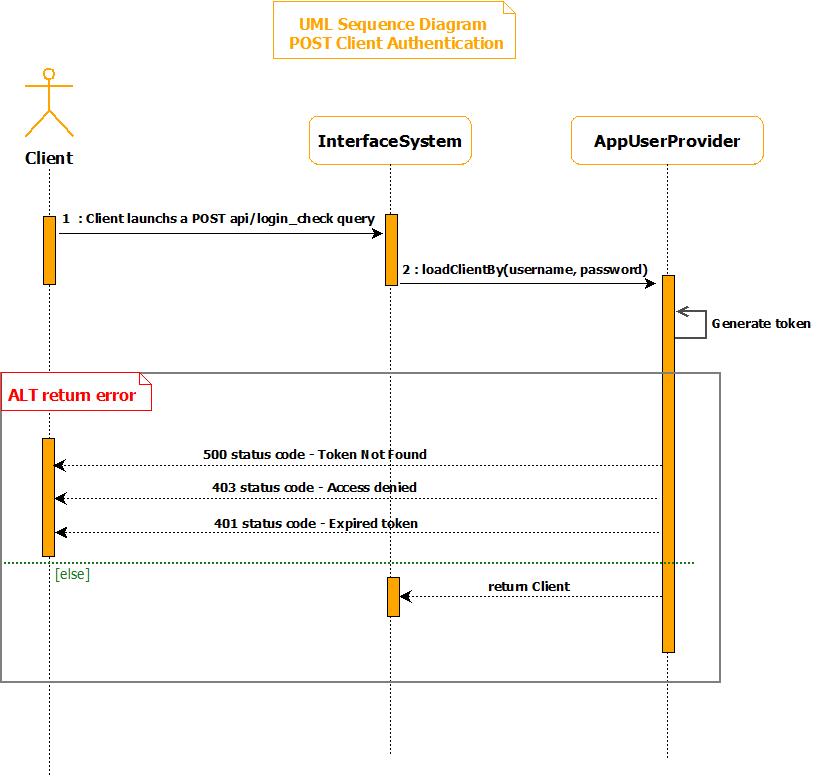 UML Sequence Diagram
POST Client Authentication
Client
InterfaceSystem
AppUserProvider
1 : Client launchs a POST api/login_check query
2 : loadClientBy(username, password)
Generate token
ALT return error
500 status code - Token Not Found
403 status code - Access denied
401 status code - Expired token
[else]
return Client